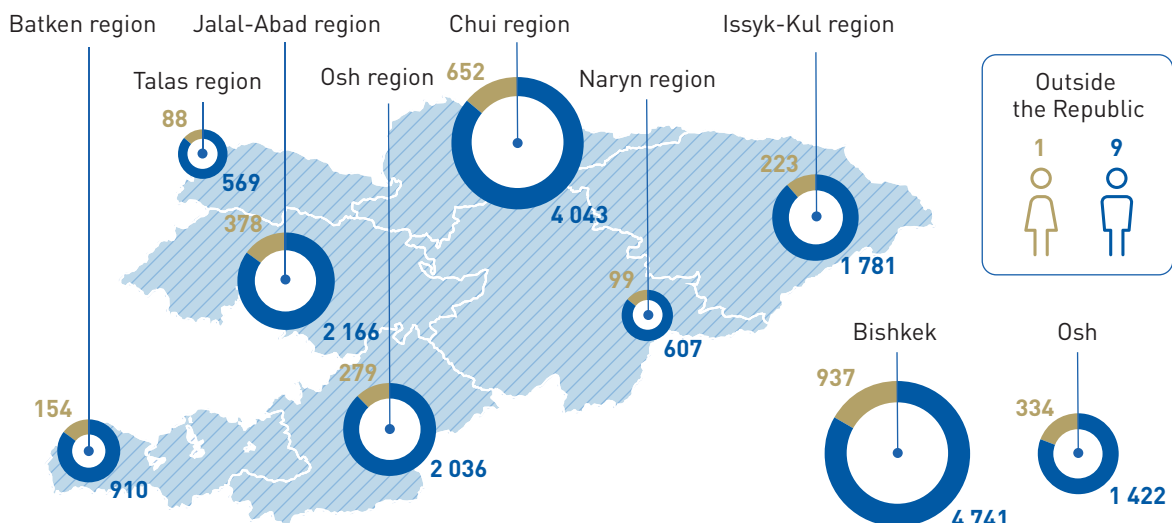 Batken region
Jalal-Abad region
Chui region
Issyk-Kul region
Talas region
Osh region
Naryn region
Outside
the Republic
1
9
652
4 043
88
569
223
1 781
378
2 166
99
607
279
2 036
154
910
Bishkek
937
4 741
Osh
334
1 422